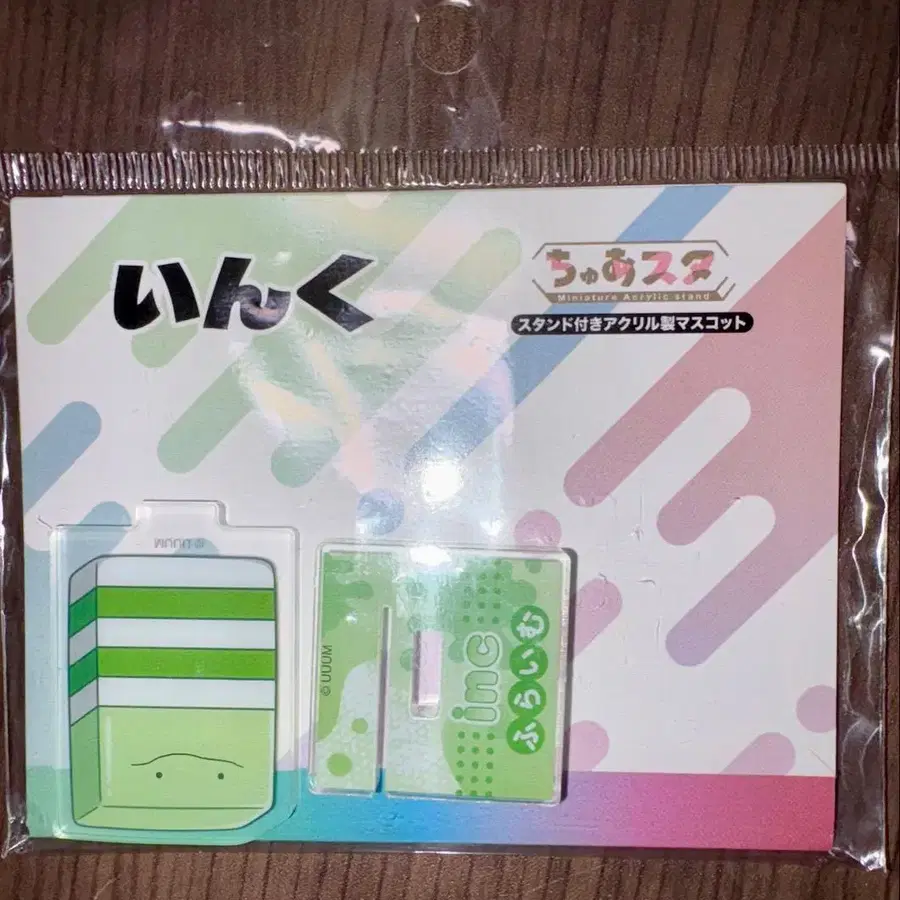 いんく
ちゅあスタ
Miniature Acrylic stand
スタンド付きアクリル製マスコット
© UUUM
© UUUM
inc
ふらいむ